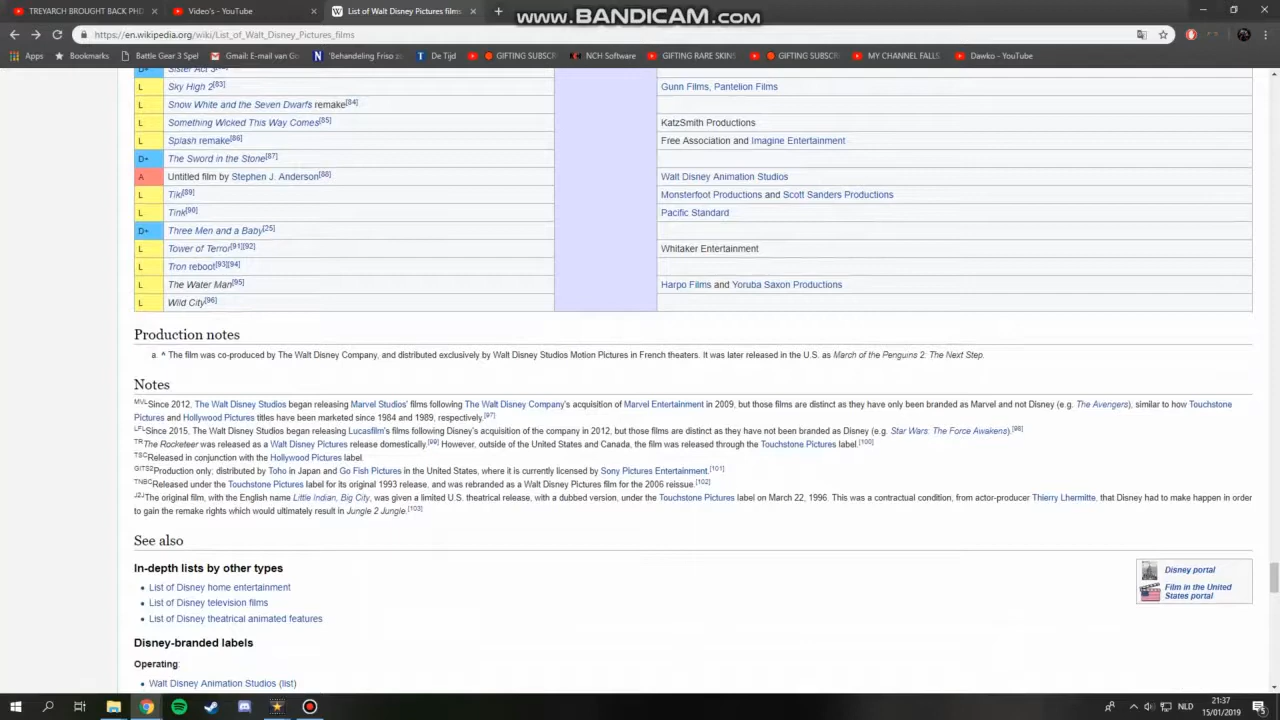 www.BANDICAM.com
TREYARCH BROUGHT BACK PHD
Video's - YouTube
List of Walt Disney Pictures films
https://en.wikipedia.org/wiki/List_of_Walt_Disney_Pictures_films
Apps Bookmarks Battle Gear 3 Spel Gmail: E-mail van Go 'Behandeling Friso zo De Tijd GIFTING SUBSCR NCH Software GIFTING RARE SKINS GIFTING SUBSCR MY CHANNEL FALLS Dawko - YouTube
D+ Sister Act 3
L Sky High 2[83] Gunn Films, Pantelion Films
L Snow White and the Seven Dwarfs remake[84]
L Something Wicked This Way Comes[85] KatzSmith Productions
L Splash remake[86] Free Association and Imagine Entertainment
D+ The Sword in the Stone[87]
A Untitled film by Stephen J. Anderson[88] Walt Disney Animation Studios
L Tiki[89] Monsterfoot Productions and Scott Sanders Productions
L Tink[90] Pacific Standard
D+ Three Men and a Baby[25]
L Tower of Terror[91][92] Whitaker Entertainment
L Tron reboot[93][94]
L The Water Man[95] Harpo Films and Yoruba Saxon Productions
L Wild City[96]
Production notes
a. ^ The film was co-produced by The Walt Disney Company, and distributed exclusively by Walt Disney Studios Motion Pictures in French theaters. It was later released in the U.S. as March of the Penguins 2: The Next Step.
Notes
MVLSince 2012, The Walt Disney Studios began releasing Marvel Studios' films following The Walt Disney Company's acquisition of Marvel Entertainment in 2009, but those films are distinct as they have only been branded as Marvel and not Disney (e.g. The Avengers), similar to how Touchstone
Pictures and Hollywood Pictures titles have been marketed since 1984 and 1989, respectively.[97]
LFLSince 2015, The Walt Disney Studios began releasing Lucasfilm's films following Disney's acquisition of the company in 2012, but those films are distinct as they have not been branded as Disney (e.g. Star Wars: The Force Awakens).[98]
TRThe Rocketeer was released as a Walt Disney Pictures release domestically.[99] However, outside of the United States and Canada, the film was released through the Touchstone Pictures label.[100]
TSCReleased in conjunction with the Hollywood Pictures label.
GITS2Production only; distributed by Toho in Japan and Go Fish Pictures in the United States, where it is currently licensed by Sony Pictures Entertainment.[101]
TNBCReleased under the Touchstone Pictures label for its original 1993 release, and was rebranded as a Walt Disney Pictures film for the 2006 reissue.[102]
J2JThe original film, with the English name Little Indian, Big City, was given a limited U.S. theatrical release, with a dubbed version, under the Touchstone Pictures label on March 22, 1996. This was a contractual condition, from actor-producer Thierry Lhermitte, that Disney had to make happen in order
to gain the remake rights which would ultimately result in Jungle 2 Jungle.[103]
See also
In-depth lists by other types
List of Disney home entertainment
List of Disney television films
List of Disney theatrical animated features
Disney portal
Film in the United
States portal
Disney-branded labels
Operating:
Walt Disney Animation Studios (list)
NLD
21:37
15/01/2019